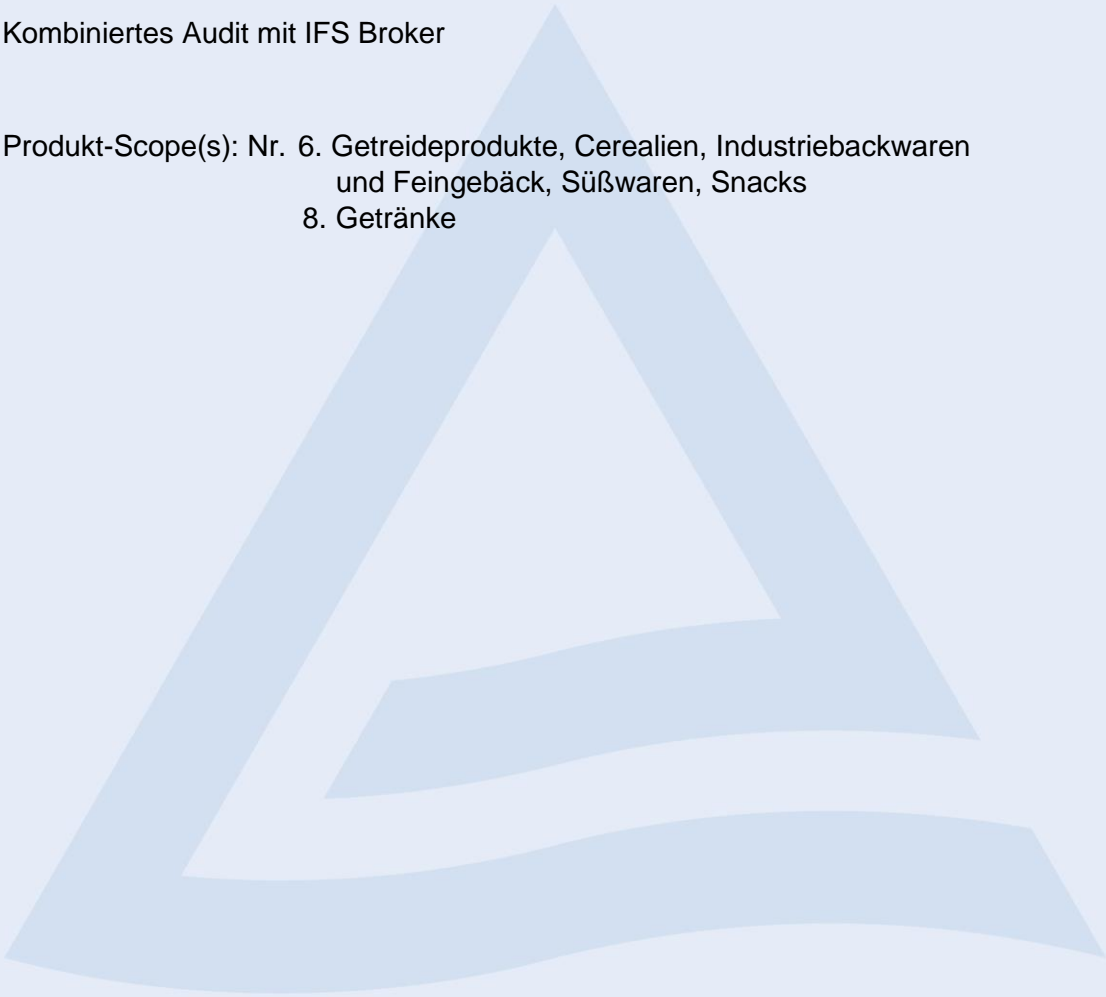 Kombiniertes Audit mit IFS Broker
Produkt-Scope(s): Nr. 6. Getreideprodukte, Cerealien, Industriebackwaren
und Feingebäck, Süßwaren, Snacks
8. Getränke